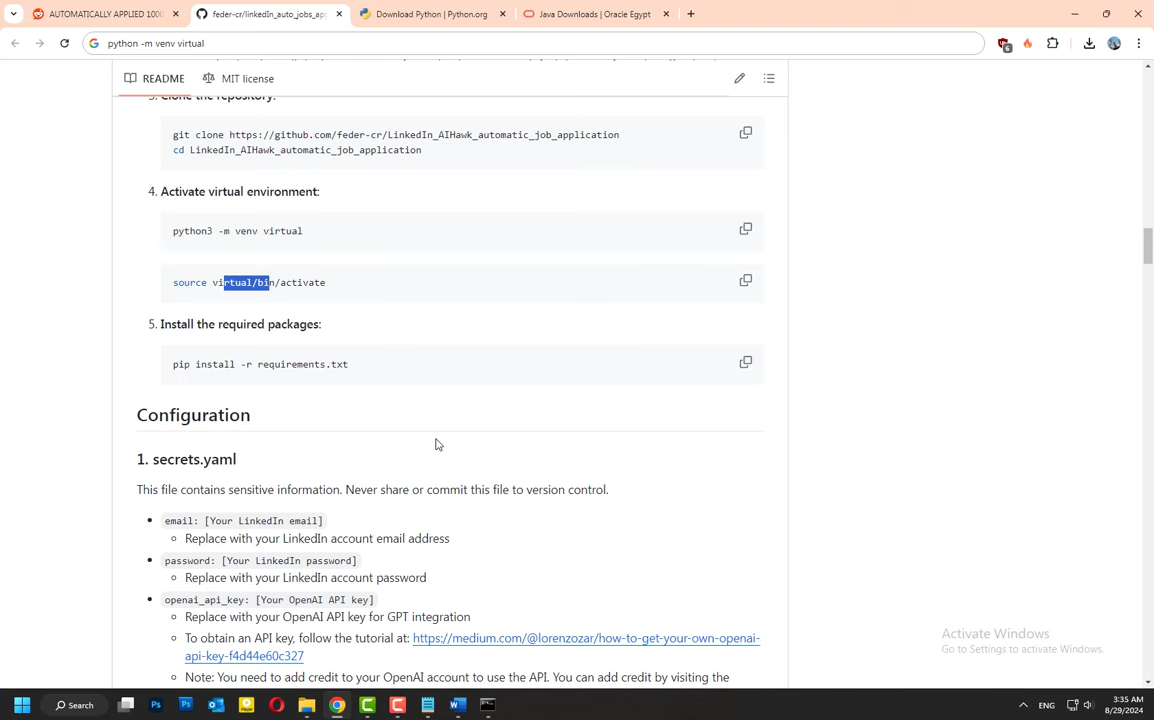 AUTOMATICALLY APPLIED 1000
feder-cr/linkedIn_auto_jobs_app
Download Python | Python.org
Java Downloads | Oracle Egypt
python -m venv virtual
6
README
MIT license
3. Clone the repository:
git clone https://github.com/feder-cr/LinkedIn_AIHawk_automatic_job_application
cd LinkedIn_AIHawk_automatic_job_application
4. Activate virtual environment:
python3 -m venv virtual
source virtual/bin/activate
5. Install the required packages:
pip install -r requirements.txt
Configuration
1. secrets.yaml
This file contains sensitive information. Never share or commit this file to version control.
email: [Your LinkedIn email]
Replace with your LinkedIn account email address
password: [Your LinkedIn password]
Replace with your LinkedIn account password
openai_api_key: [Your OpenAI API key]
Replace with your OpenAI API key for GPT integration
To obtain an API key, follow the tutorial at: https://medium.com/@lorenzozar/how-to-get-your-own-openai-
api-key-f4d44e60c327
Note: You need to add credit to your OpenAI account to use the API. You can add credit by visiting the
Activate Windows
Go to Settings to activate Windows.
Search
ENG
3:35 AM
8/29/2024